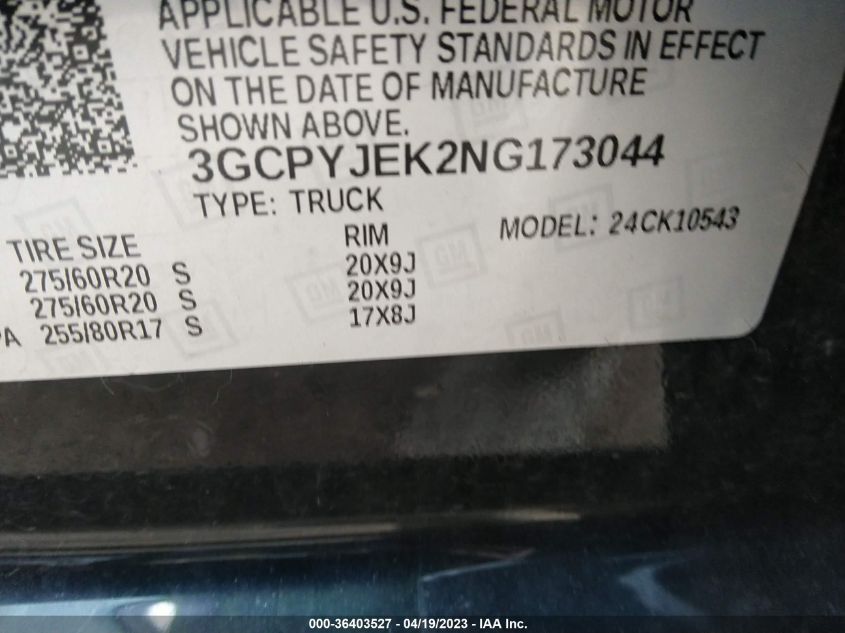 APPLICABLE U.S. FEDERAL MOTOR
VEHICLE SAFETY STANDARDS IN EFFECT
ON THE DATE OF MANUFACTURE
SHOWN ABOVE.
3GCPYJEK2NG173044
TYPE: TRUCK
MODEL: 24CK10543
TIRE SIZE RIM
275/60R20 S 20X9J
275/60R20 S 20X9J
PA 255/80R17 S 17X8J
000-36403527 - 04/19/2023 - IAA Inc.